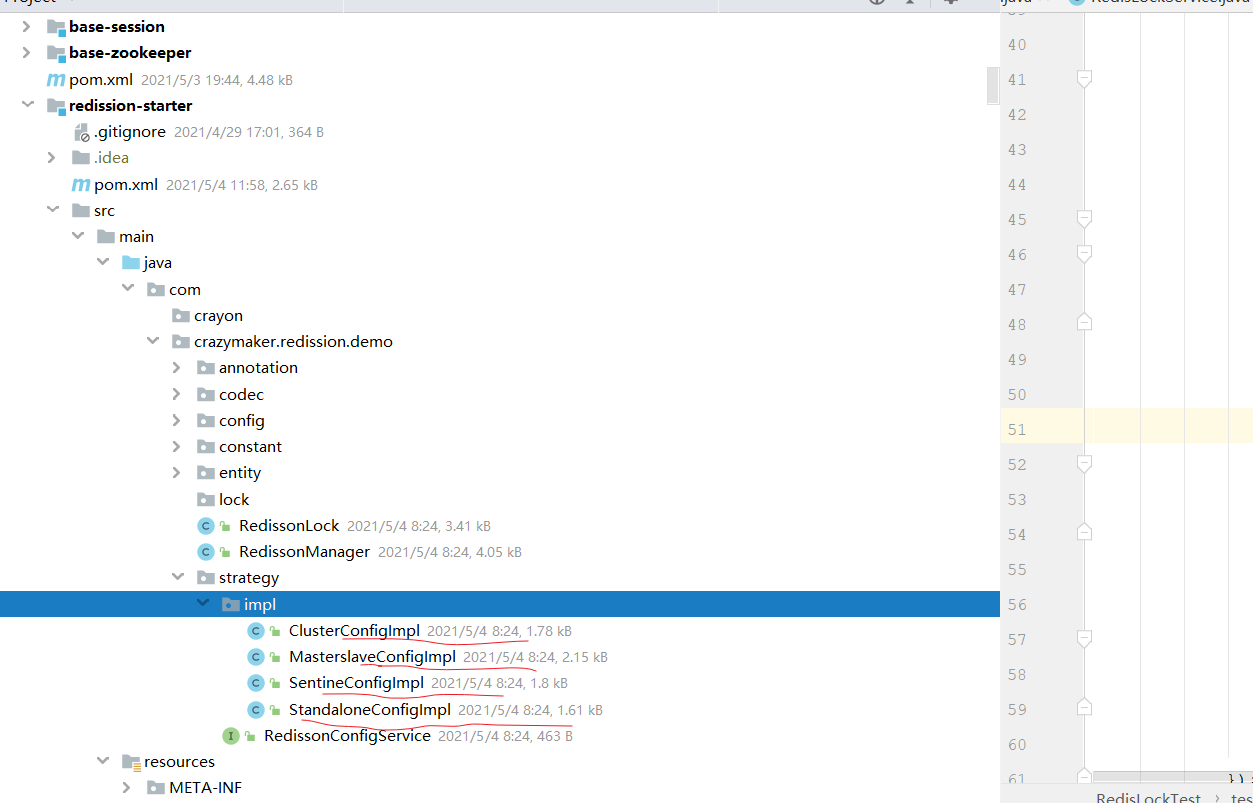 base-session
base-zookeeper
pom.xml 2021/5/3 19:44, 4.48 kB
redission-starter
.gitignore 2021/4/29 17:01, 364 B
.idea
pom.xml 2021/5/4 11:58, 2.65 kB
src
main
java
com
crayon
crazymaker.redission.demo
annotation
codec
config
constant
entity
lock
RedissonLock 2021/5/4 8:24, 3.41 kB
RedissonManager 2021/5/4 8:24, 4.05 kB
strategy
impl
ClusterConfigImpl 2021/5/4 8:24, 1.78 kB
MasterslaveConfigImpl 2021/5/4 8:24, 2.15 kB
SentineConfigImpl 2021/5/4 8:24, 1.8 kB
StandaloneConfigImpl 2021/5/4 8:24, 1.61 kB
RedissonConfigService 2021/5/4 8:24, 463 B
resources
META-INF
40
41
42
43
44
45
46
47
48
49
50
51
52
53
54
55
56
57
58
59
60
61
})
RedisLockTest